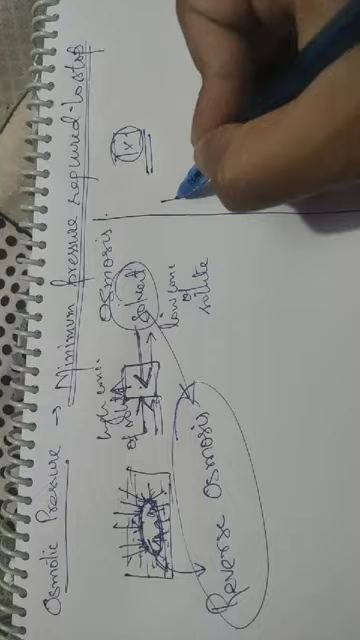 Osmotic Pressure → Minimum pressure required to stop
Osmosis.
high conc.
of solute
Solvent
low conc
of
solute
Reverse Osmosis